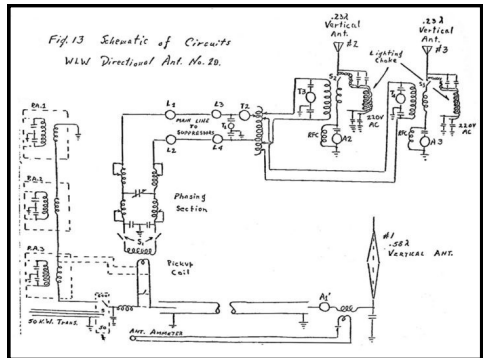 Fig. 13 Schematic of Circuits
WLW Directional Ant. No. 2B.
.23λ
Vertical
Ant.
#2
.23λ
Vertical
Ant.
#3
Lighting
Choke
S2
S3
T3
RFC
A2
220V
AC
RFC
A3
220V
AC
L1
L3
T2
MAIN LINE
TO
SUPPRESSORS
L2
L4
P.A.1
P.A.2
P.A.3
Phasing
Section
S1
Pickup
Coil
#1
.58λ
VERTICAL ANT.
A1'
50 K.W. TRANS.
ANT. AMMETER